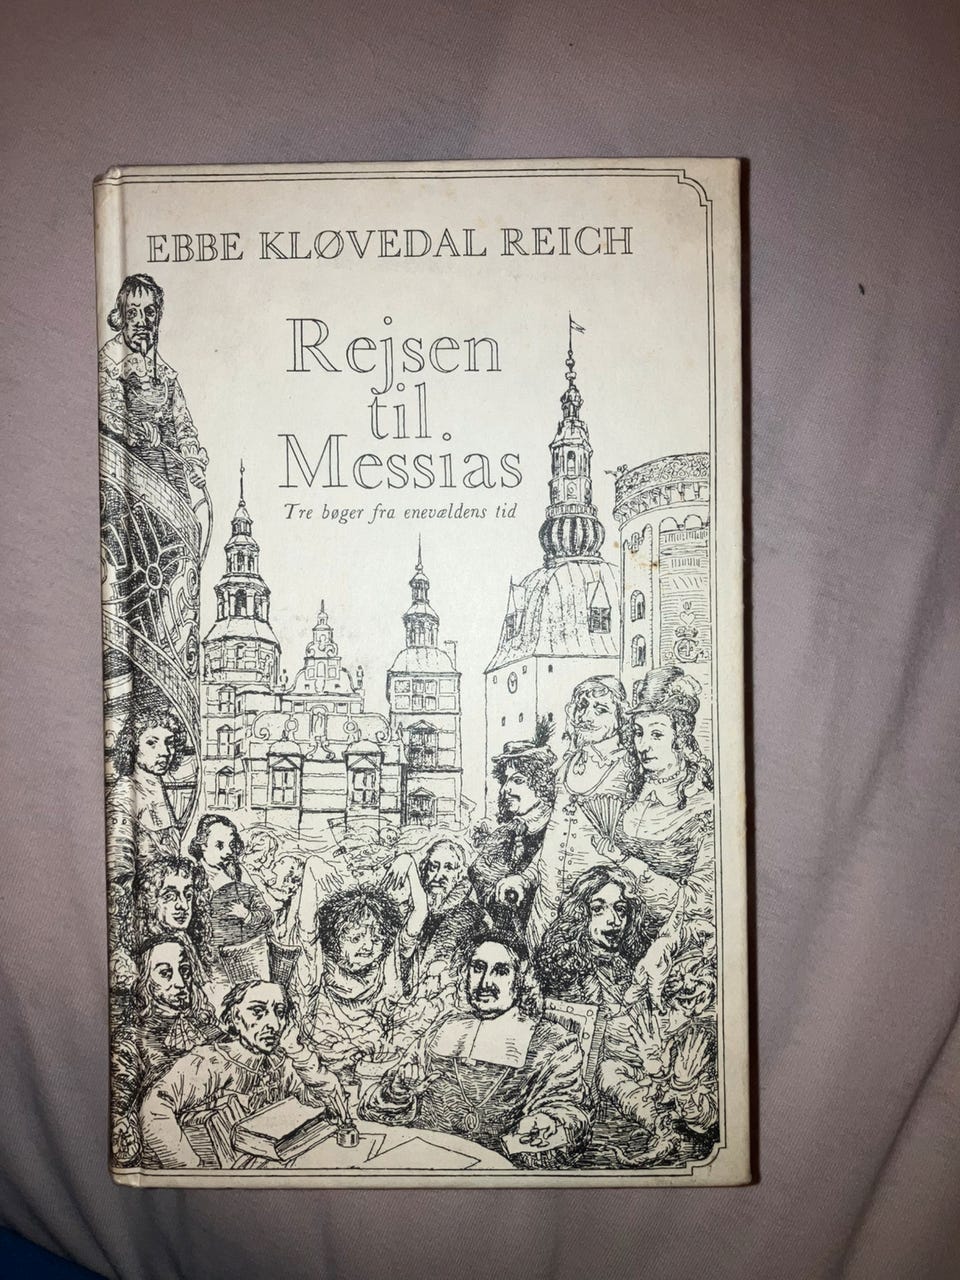 EBBE KLØVEDAL REICH
Rejsen
til
Messias
Tre bøger fra enevældens tid